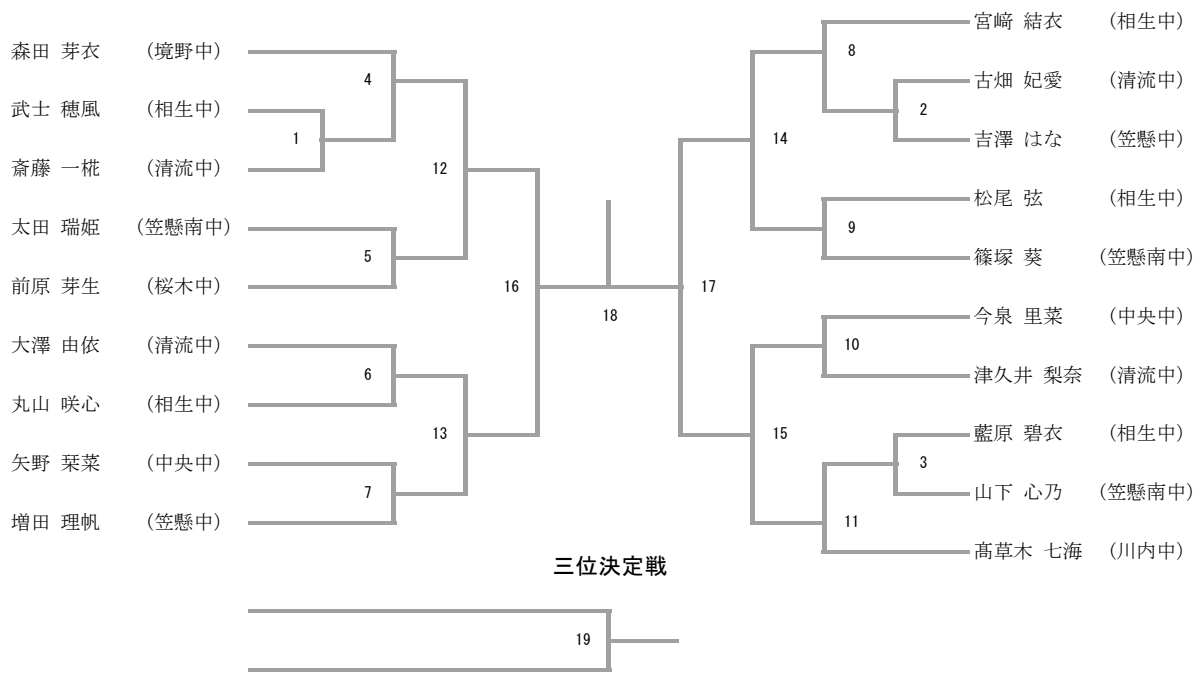 森田 芽衣 （境野中）
武士 穂風 （相生中）
斎藤 一椛 （清流中）
太田 瑞姫 （笠懸南中）
前原 芽生 （桜木中）
大澤 由依 （清流中）
丸山 咲心 （相生中）
矢野 栞菜 （中央中）
増田 理帆 （笠懸中）
4
1
12
5
16
6
13
7
18
宮﨑 結衣 （相生中）
古畑 妃愛 （清流中）
吉澤 はな （笠懸中）
松尾 弦 （相生中）
篠塚 葵 （笠懸南中）
今泉 里菜 （中央中）
津久井 梨奈 （清流中）
藍原 碧衣 （相生中）
山下 心乃 （笠懸南中）
髙草木 七海 （川内中）
8
2
14
9
17
10
15
3
11
三位決定戦
19